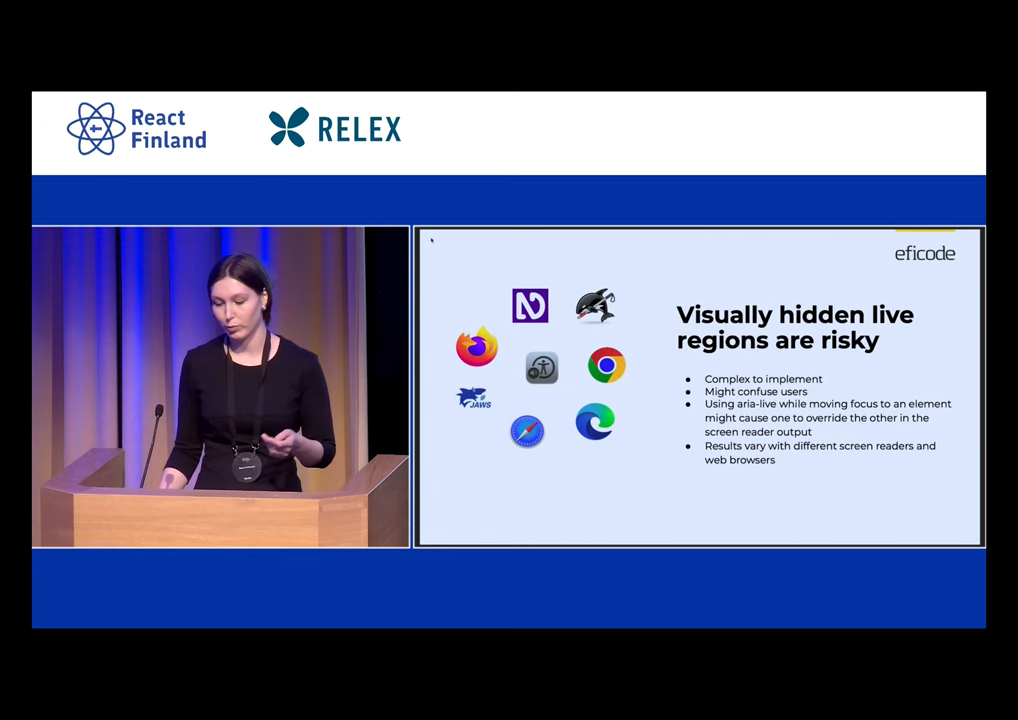 React
Finland
RELEX
eficode
Visually hidden live
regions are risky
● Complex to implement
● Might confuse users
● Using aria-live while moving focus to an element
might cause one to override the other in the
screen reader output
● Results vary with different screen readers and
web browsers
JAWS